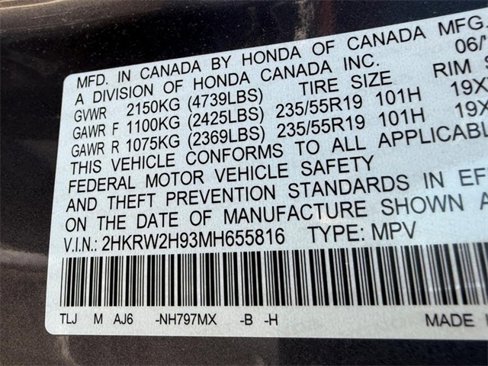 MFD. IN CANADA BY HONDA OF CANADA MFG.
A DIVISION OF HONDA CANADA INC. 06/
GVWR 2150KG (4739LBS) TIRE SIZE RIM S
GAWR F 1100KG (2425LBS) 235/55R19 101H 19X
GAWR R 1075KG (2369LBS) 235/55R19 101H 19X
THIS VEHICLE CONFORMS TO ALL APPLICABLE
FEDERAL MOTOR VEHICLE SAFETY
AND THEFT PREVENTION STANDARDS IN EF
ON THE DATE OF MANUFACTURE SHOWN A
V.I.N.: 2HKRW2H93MH655816 TYPE: MPV
TLJ M AJ6 -NH797MX -B -H MADE